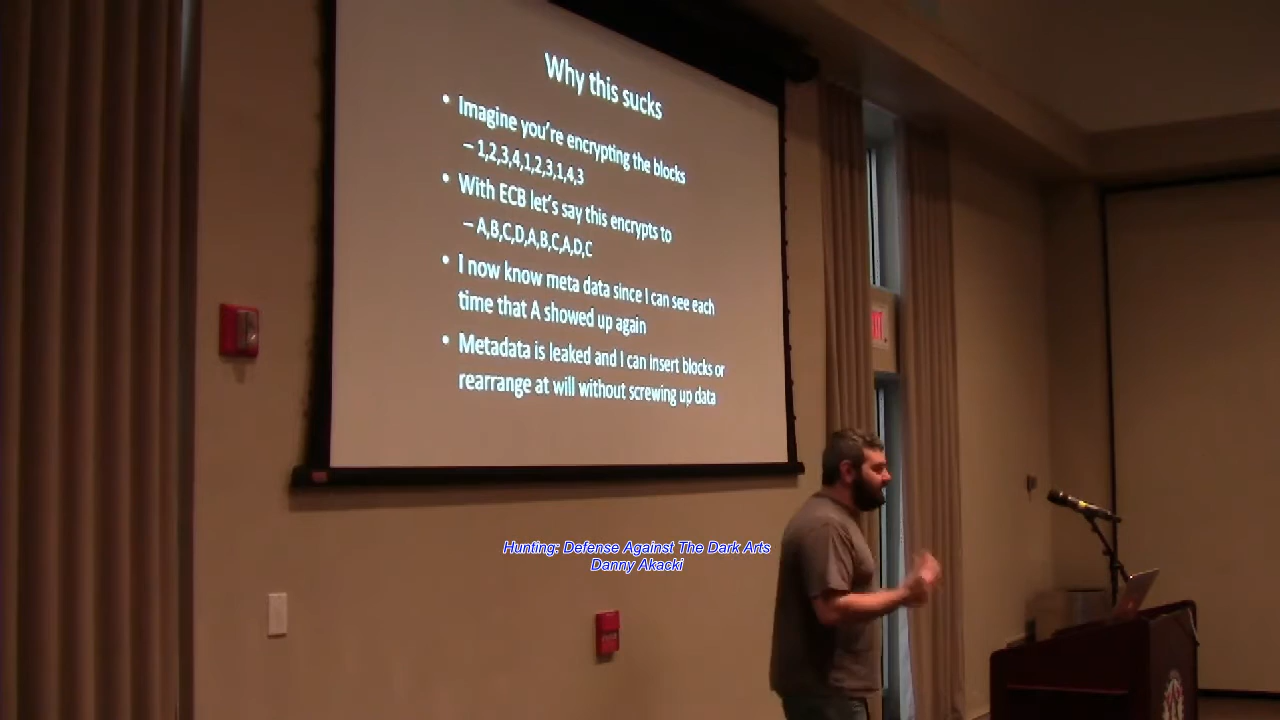 Why this sucks
• Imagine you're encrypting the blocks
– 1,2,3,4,1,2,3,1,4,3
• With ECB let's say this encrypts to
– A,B,C,D,A,B,C,A,D,C
• I now know meta data since I can see each
time that A showed up again
• Metadata is leaked and I can insert blocks or
rearrange at will without screwing up data
Hunting: Defense Against The Dark Arts
Danny Akacki